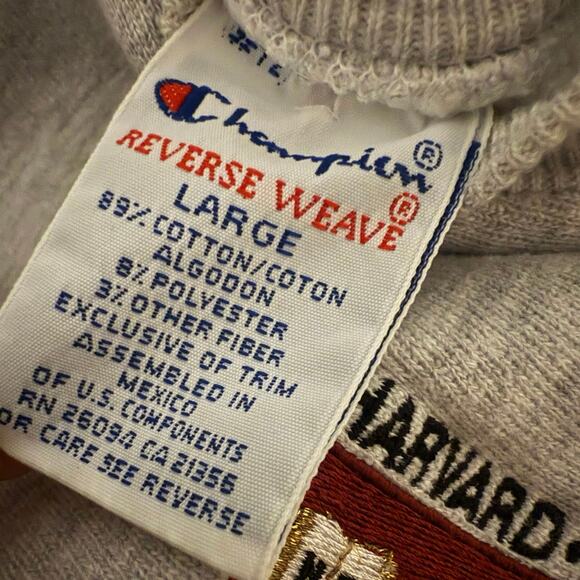 Champion®
REVERSE WEAVE®
LARGE
89% COTTON/COTON
ALGODON
8% POLYESTER
3% OTHER FIBER
EXCLUSIVE OF TRIM
ASSEMBLED IN
MEXICO
OF U.S. COMPONENTS
RN 26094 CA 21356
OR CARE SEE REVERSE
HARVARD